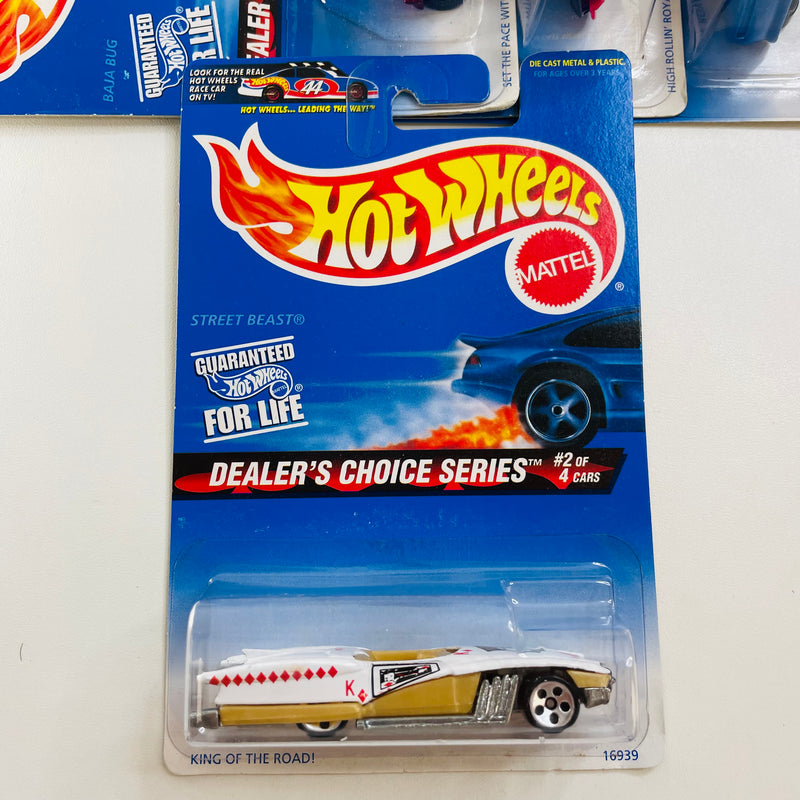 BAJA BUG
GUARANTEED
Hot Wheels
FOR LIFE
SET THE PACE WIT
HIGH ROLLIN' ROYA
LOOK FOR THE REAL
HOT WHEELS
RACE CAR
ON TV!
44
HOT WHEELS... LEADING THE WAY!™
DIE CAST METAL & PLASTIC.
FOR AGES OVER 3 YEARS
Hot Wheels
MATTEL
®
STREET BEAST®
GUARANTEED
Hot Wheels®
MATTEL
FOR LIFE
DEALER'S CHOICE SERIES™ #2 OF
4 CARS
K
KING OF THE ROAD!
16939